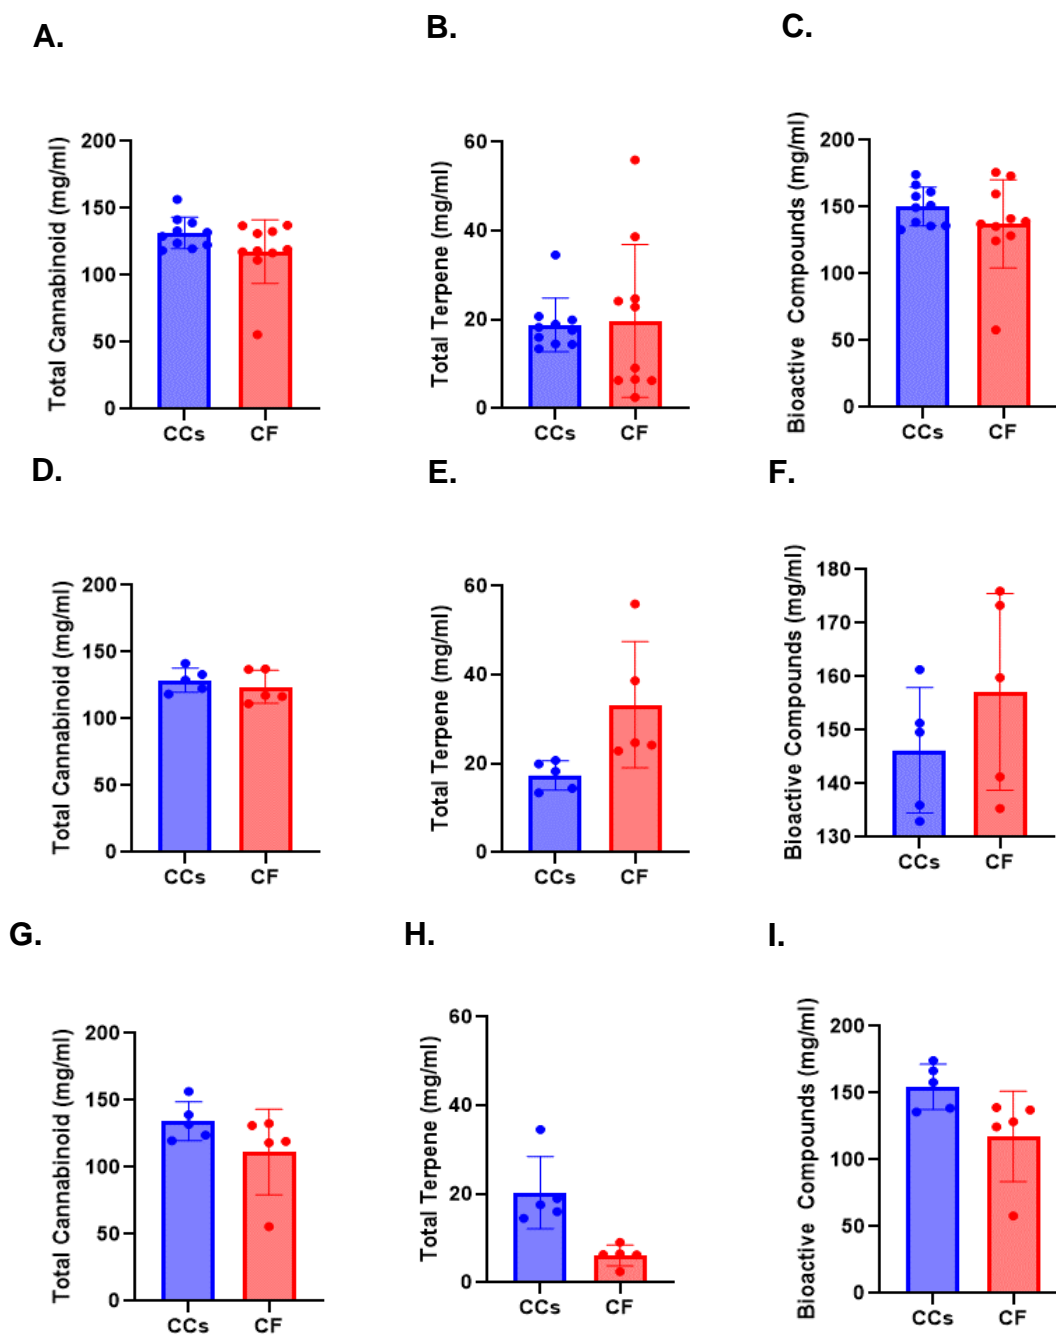 A.
B.
C.
Total Cannabinoid (mg/ml)
200
150
100
50
0
CCs CF
Total Terpene (mg/ml)
60
40
20
0
CCs CF
Bioactive Compounds (mg/ml)
200
150
100
50
0
CCs CF
D.
E.
F.
Total Cannabinoid (mg/ml)
200
150
100
50
0
CCs CF
Total Terpene (mg/ml)
60
40
20
0
CCs CF
Bioactive Compounds (mg/ml)
180
170
160
150
140
130
CCs CF
G.
H.
I.
Total Cannabinoid (mg/ml)
200
150
100
50
0
CCs CF
Total Terpene (mg/ml)
60
40
20
0
CCs CF
Bioactive Compounds (mg/ml)
200
150
100
50
0
CCs CF